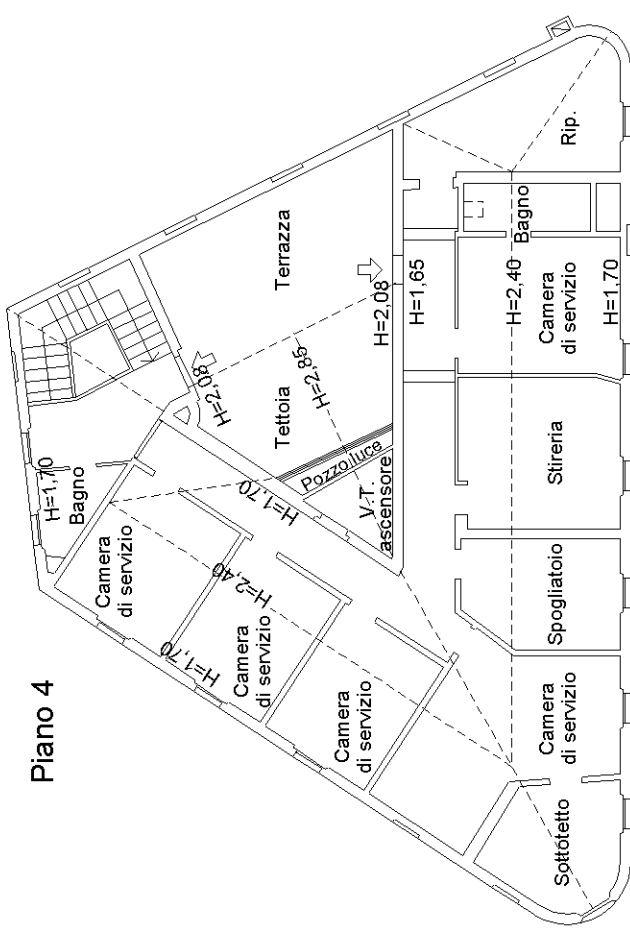 Piano 4
H=1,70
Bagno
Camera
di servizio
H=1,70
H=2,40
H=1,70
Camera
di servizio
Camera
di servizio
Sottotetto
Tettoia
H=2,08
H=2,85
Pozzo luce
V.T.
ascensore
Terrazza
H=2,08
H=1,65
Rip.
Bagno
H=2,40
Camera
di servizio
H=1,70
Stireria
Spogliatoio
Camera
di servizio